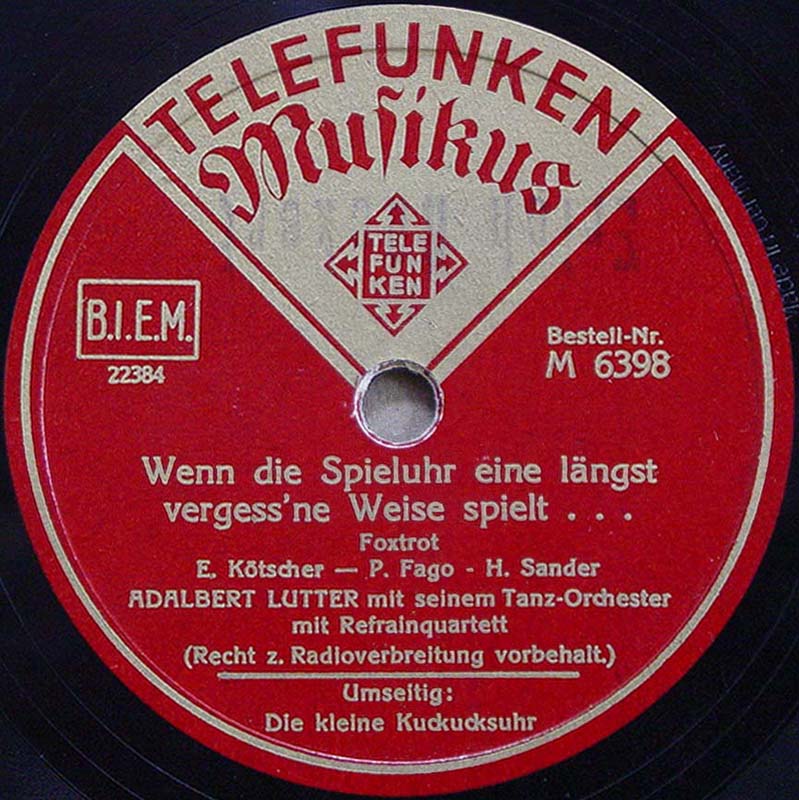 TELEFUNKEN
Musikus
TELE
FUN
KEN
B.I.E.M.
22384
Bestell-Nr.
M 6398
Wenn die Spieluhr eine längst
vergess'ne Weise spielt . . .
Foxtrot
E. Kötscher — P. Fago - H. Sander
ADALBERT LUTTER mit seinem Tanz-Orchester
mit Refrainquartett
(Recht z. Radioverbreitung vorbehalt.)
Umseitig:
Die kleine Kuckucksuhr